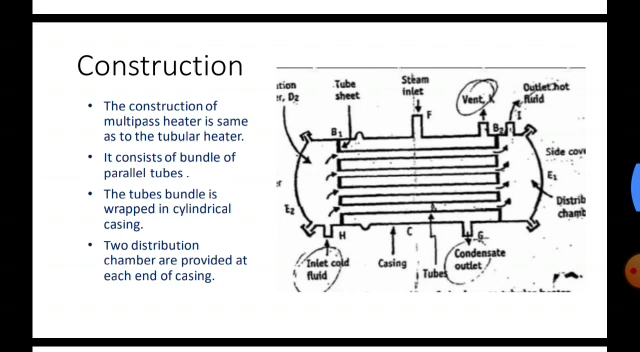 Construction
• The construction of
multipass heater is same
as to the tubular heater.
• It consists of bundle of
parallel tubes .
• The tubes bundle is
wrapped in cylindrical
casing.
• Two distribution
chamber are provided at
each end of casing.
D2
Tube
sheet
Steam
inlet
Vent,
Outlet hot
fluid
F
I
B1
B2
Side
E1
E2
H
C
G
Inlet cold
fluid
Casing
Tubes
Condensate
outlet